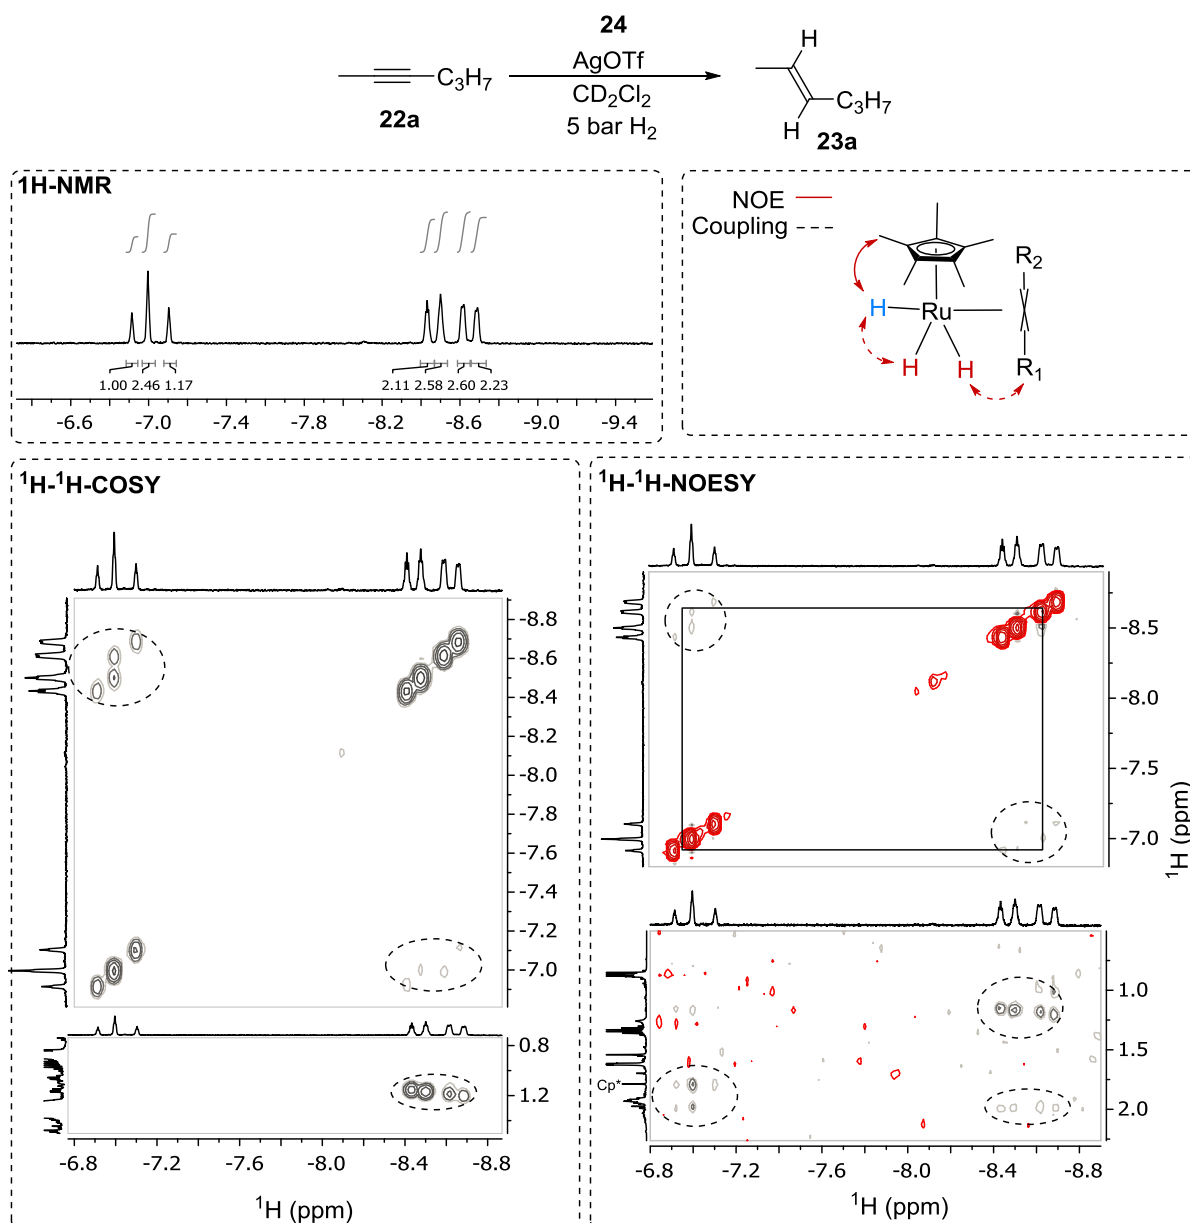 24
AgOTf
CD2Cl2
5 bar H2
C3H7
22a
H
C3H7
H
23a
1H-NMR
1.00 2.46 1.17
2.11 2.58 2.60 2.23
-6.6 -7.0 -7.4 -7.8 -8.2 -8.6 -9.0 -9.4
NOE
Coupling
R2
H
Ru
H
H
R1
1H-1H-COSY
-8.8
-8.6
-8.4
-8.2
-8.0
-7.8
-7.6
-7.4
-7.2
-7.0
0.8
1.2
-6.8 -7.2 -7.6 -8.0 -8.4 -8.8
1H (ppm)
1H-1H-NOESY
-8.5
-8.0
-7.5
-7.0
1H (ppm)
1.0
1.5
Cp*
2.0
-6.8 -7.2 -7.6 -8.0 -8.4 -8.8
1H (ppm)